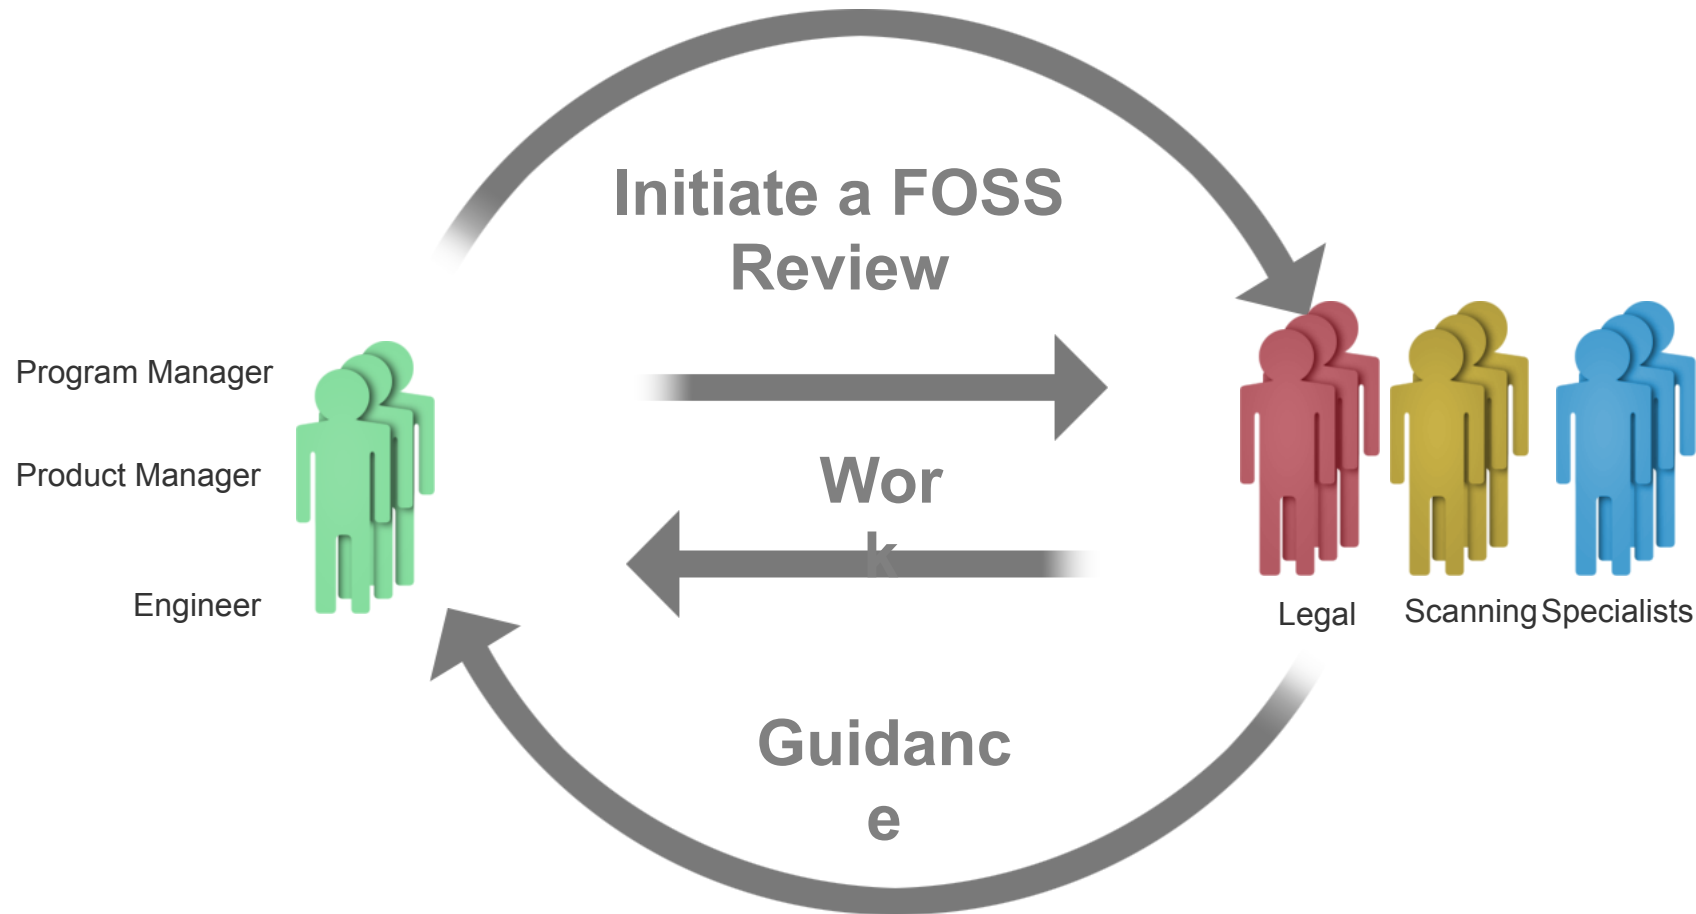 Initiate a FOSS
Review
Program Manager
Product Manager
Engineer
Wor
k
Legal
Scanning
Specialists
Guidanc
e